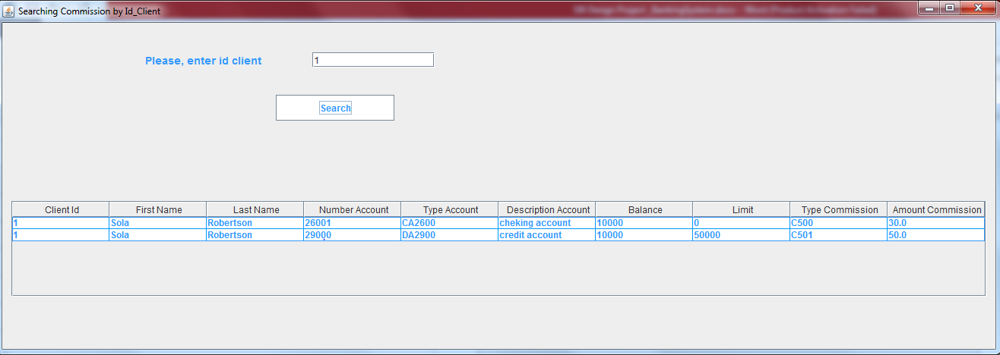 Searching Commission by Id_Client
Please, enter id client 1
Search
Client Id First Name Last Name Number Account Type Account Description Account Balance Limit Type Commission Amount Commission
1 Sola Robertson 26001 CA2600 cheking account 10000 0 C500 30.0
1 Sola Robertson 29000 DA2900 credit account 10000 50000 C501 50.0